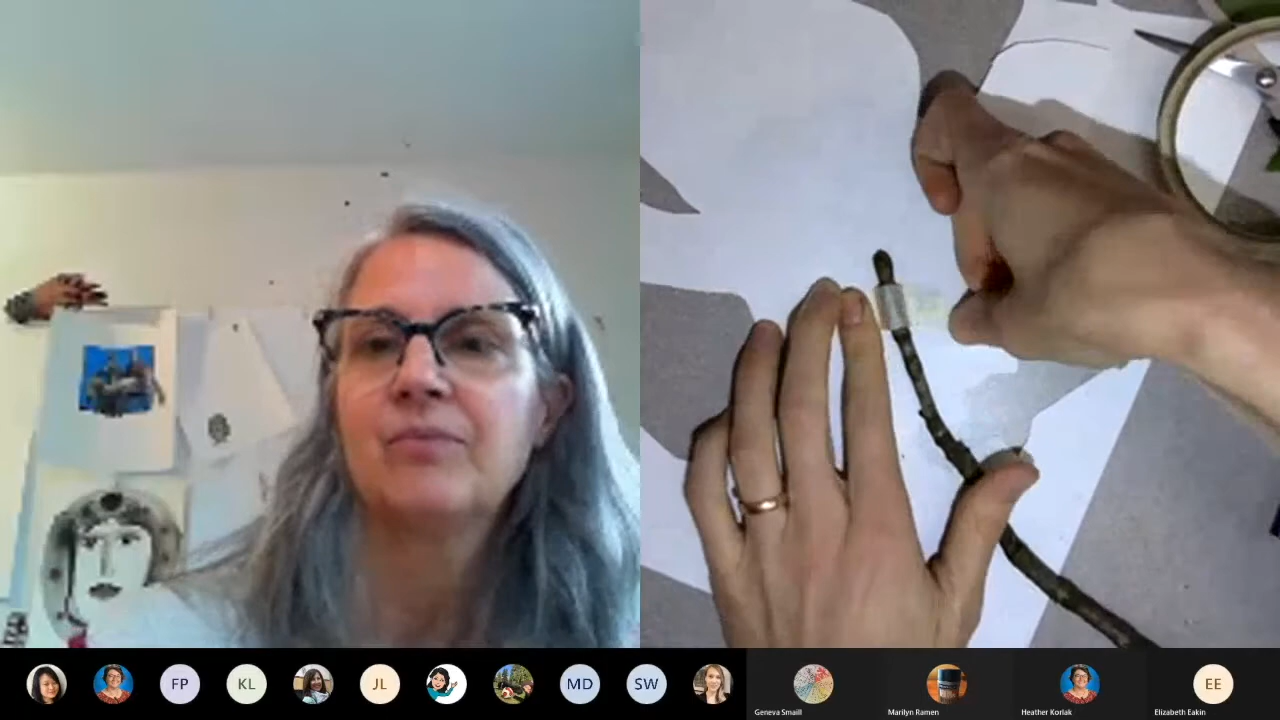 FP
KL
JL
MD
SW
EE
Geneva Smaill
Marilyn Ramen
Heather Korlak
Elizabeth Eakin